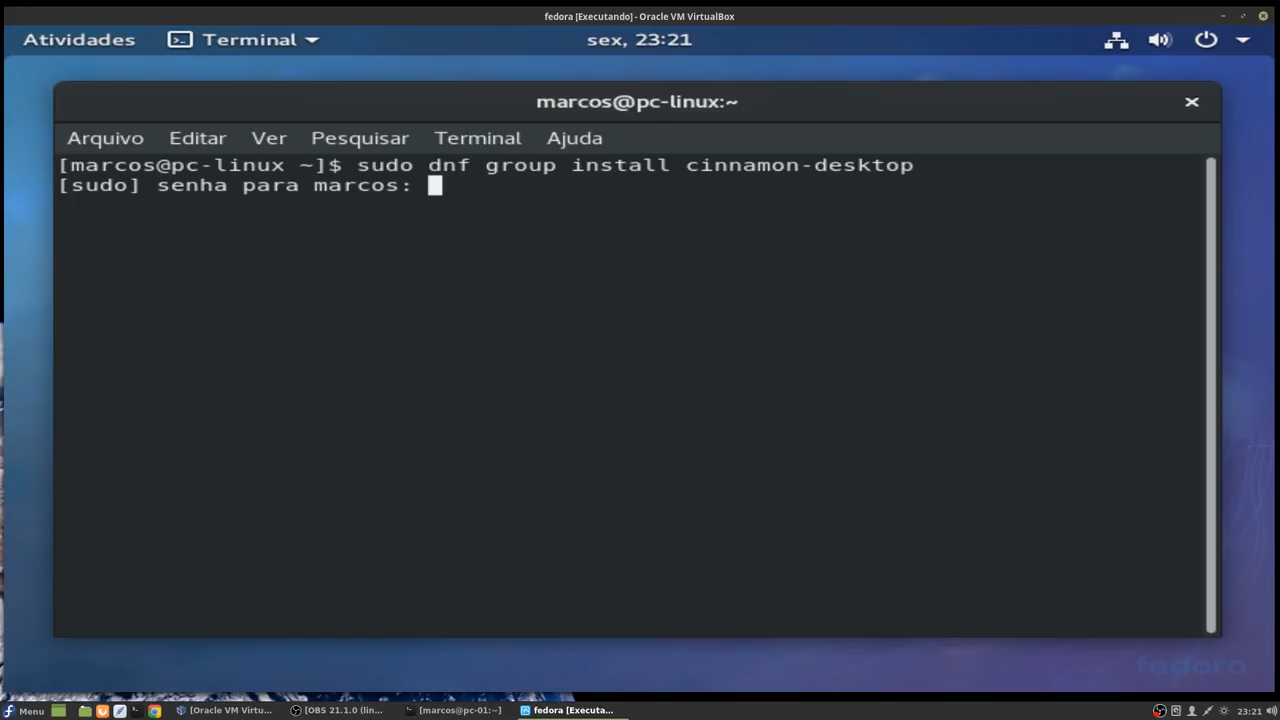 fedora [Executando] - Oracle VM VirtualBox
Atividades Terminal sex, 23:21
marcos@pc-linux:~
Arquivo Editar Ver Pesquisar Terminal Ajuda
[marcos@pc-linux ~]$ sudo dnf group install cinnamon-desktop
[sudo] senha para marcos:
fedora
Menu [Oracle VM Virtu... [OBS 21.1.0 (lin... [marcos@pc-01:~] fedora [Executa... 23:21